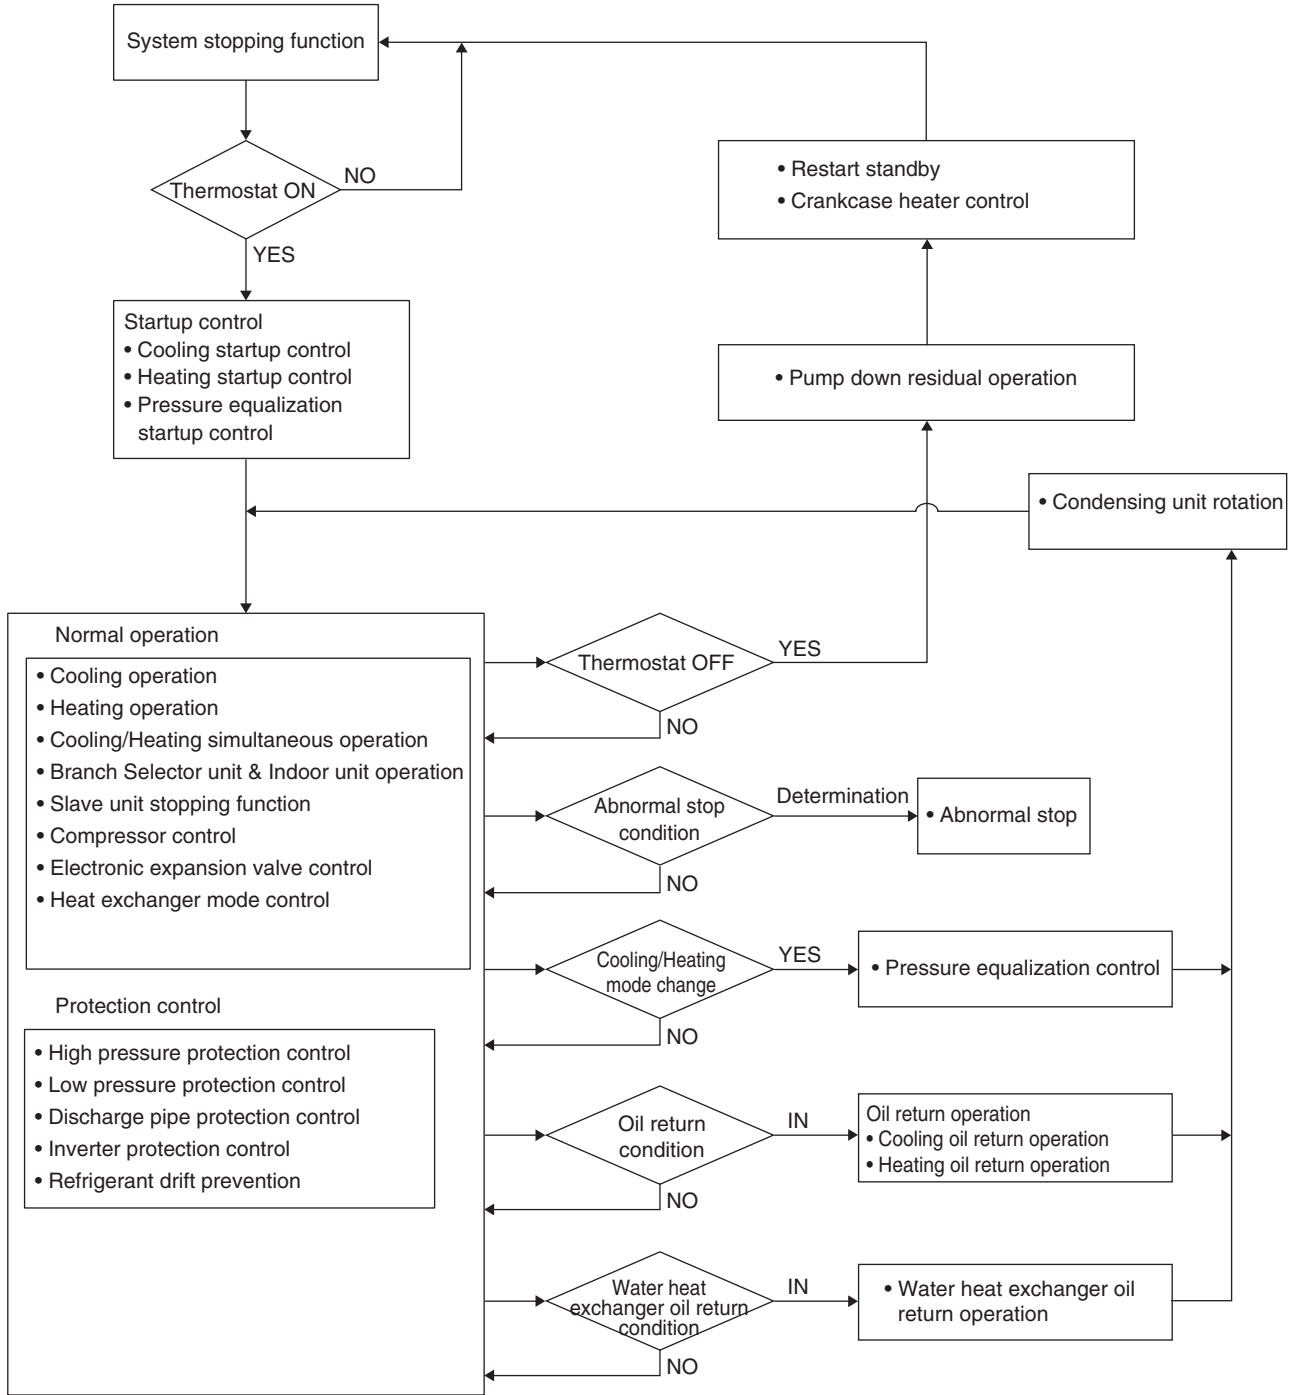 System stopping function
Thermostat ON
NO
YES
Startup control
• Cooling startup control
• Heating startup control
• Pressure equalization
startup control
• Restart standby
• Crankcase heater control
• Pump down residual operation
• Condensing unit rotation
Normal operation
• Cooling operation
• Heating operation
• Cooling/Heating simultaneous operation
• Branch Selector unit & Indoor unit operation
• Slave unit stopping function
• Compressor control
• Electronic expansion valve control
• Heat exchanger mode control
Protection control
• High pressure protection control
• Low pressure protection control
• Discharge pipe protection control
• Inverter protection control
• Refrigerant drift prevention
Thermostat OFF
YES
NO
Abnormal stop
condition
Determination
• Abnormal stop
NO
Cooling/Heating
mode change
YES
• Pressure equalization control
NO
Oil return
condition
IN
Oil return operation
• Cooling oil return operation
• Heating oil return operation
NO
Water heat
exchanger oil return
condition
IN
• Water heat exchanger oil
return operation
NO